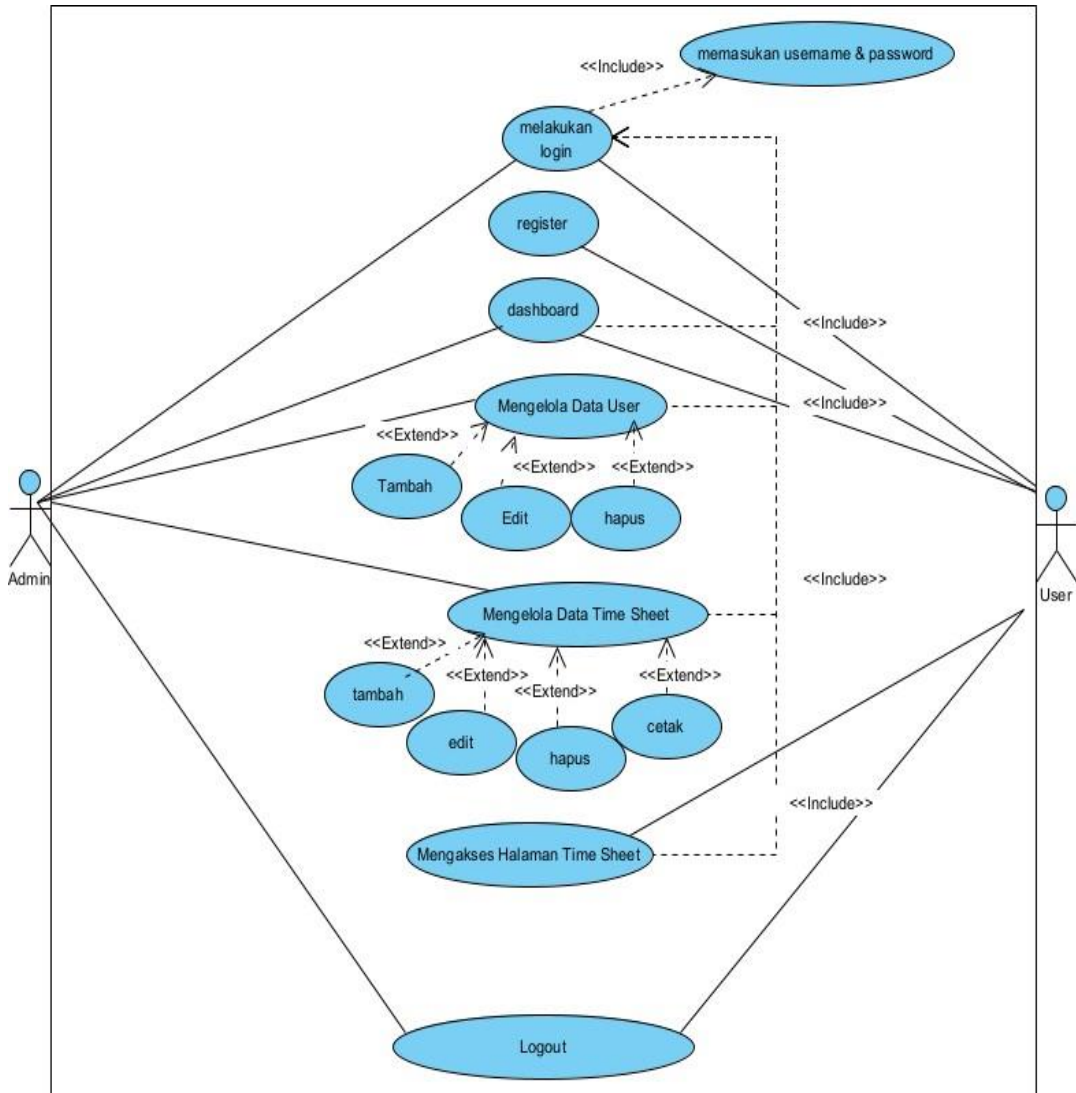 memasukan username & password
<<Include>>
melakukan
login
register
dashboard
<<Include>>
Mengelola Data User
<<Include>>
<<Extend>>
<<Extend>>
<<Extend>>
Tambah
Edit
hapus
Admin
User
<<Include>>
Mengelola Data Time Sheet
<<Extend>>
<<Extend>>
<<Extend>>
<<Extend>>
tambah
edit
hapus
cetak
<<Include>>
Mengakses Halaman Time Sheet
Logout